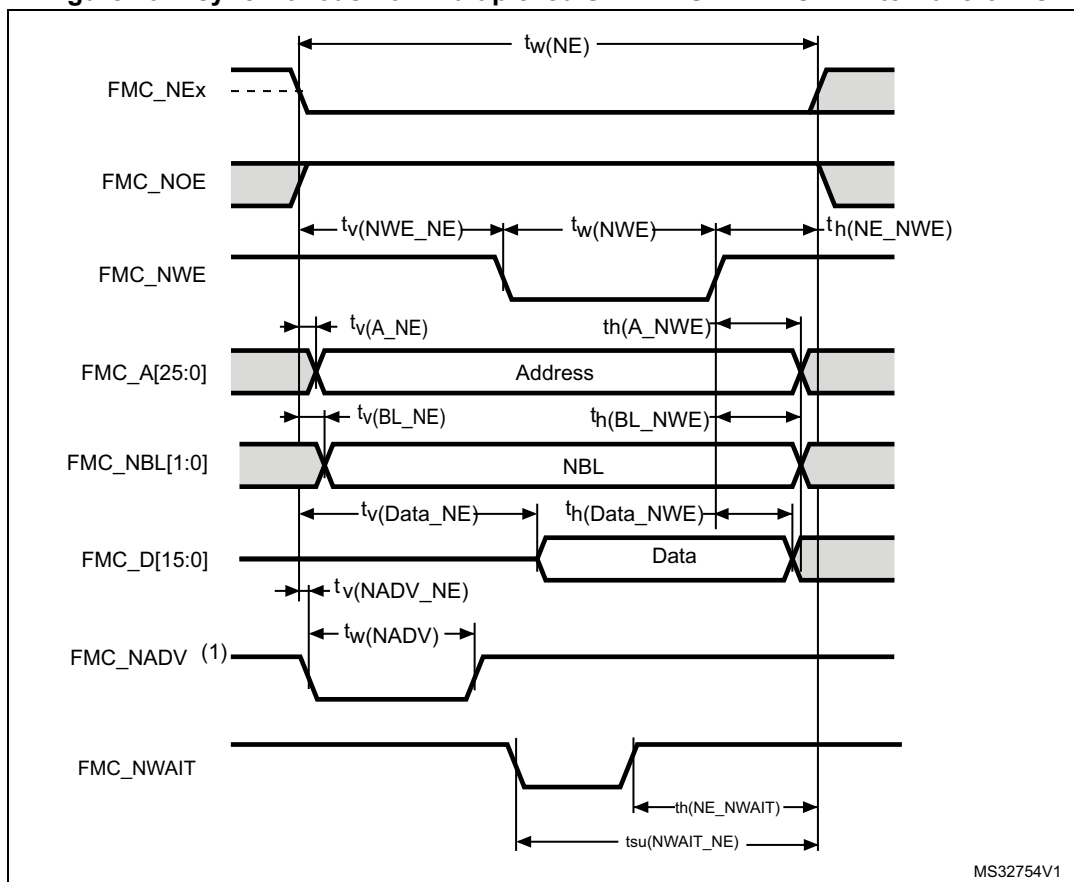 tw(NE)
FMC_NEx
FMC_NOE
tv(NWE_NE)
tw(NWE)
th(NE_NWE)
FMC_NWE
tv(A_NE)
th(A_NWE)
FMC_A[25:0]
Address
tv(BL_NE)
th(BL_NWE)
FMC_NBL[1:0]
NBL
tv(Data_NE)
th(Data_NWE)
FMC_D[15:0]
Data
tv(NADV_NE)
tw(NADV)
FMC_NADV (1)
FMC_NWAIT
th(NE_NWAIT)
tsu(NWAIT_NE)
MS32754V1